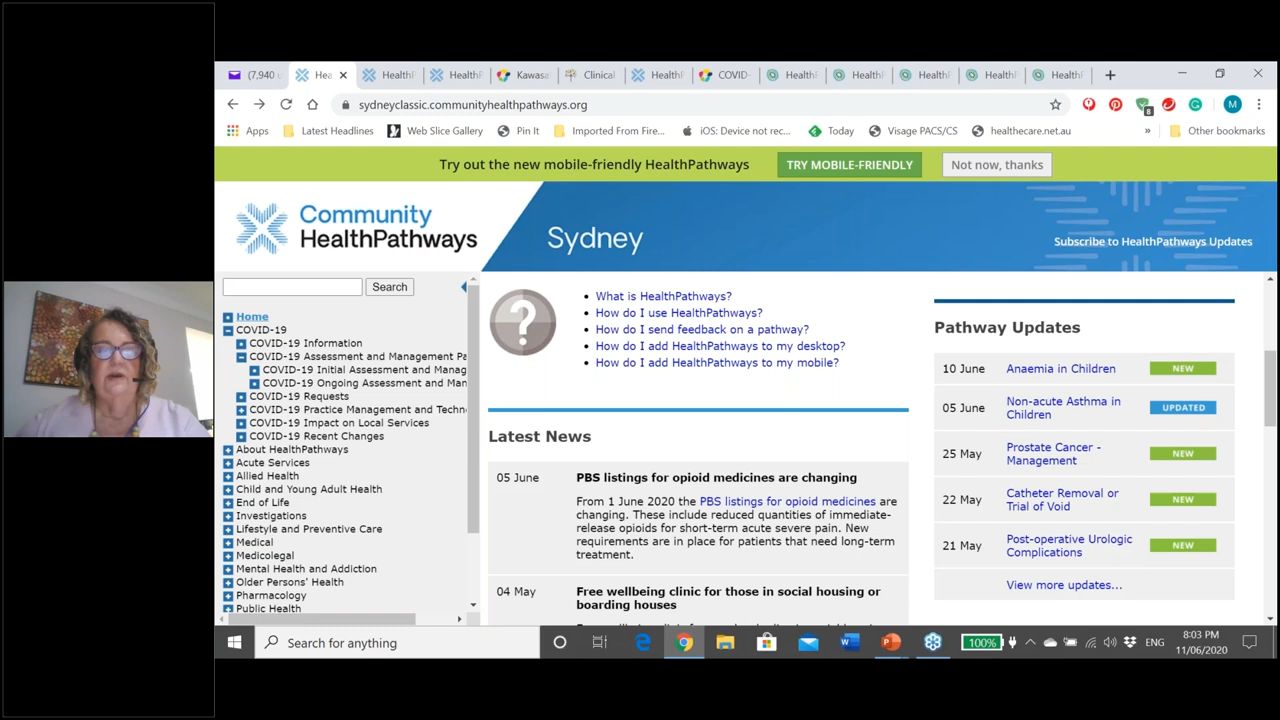 (7,940
Hea
HealthP
HealthP
Kawasa
Clinical
HealthP
COVID-
HealthP
HealthP
HealthP
HealthP
HealthP
sydneyclassic.communityhealthpathways.org
8
M
Apps
Latest Headlines
Web Slice Gallery
Pin It
Imported From Fire...
iOS: Device not rec...
Today
Visage PACS/CS
healthecare.net.au
»
Other bookmarks
Try out the new mobile-friendly HealthPathways
TRY MOBILE-FRIENDLY
Not now, thanks
Community
HealthPathways
Sydney
Subscribe to HealthPathways Updates
Search
Home
COVID-19
COVID-19 Information
COVID-19 Assessment and Management Pa
COVID-19 Initial Assessment and Manag
COVID-19 Ongoing Assessment and Man
COVID-19 Requests
COVID-19 Practice Management and Techn
COVID-19 Impact on Local Services
COVID-19 Recent Changes
About HealthPathways
Acute Services
Allied Health
Child and Young Adult Health
End of Life
Investigations
Lifestyle and Preventive Care
Medical
Medicolegal
Mental Health and Addiction
Older Persons' Health
Pharmacology
Public Health
?
What is HealthPathways?
How do I use HealthPathways?
How do I send feedback on a pathway?
How do I add HealthPathways to my desktop?
How do I add HealthPathways to my mobile?
Latest News
05 June
PBS listings for opioid medicines are changing
From 1 June 2020 the PBS listings for opioid medicines are
changing. These include reduced quantities of immediate-
release opioids for short-term acute severe pain. New
requirements are in place for patients that need long-term
treatment.
04 May
Free wellbeing clinic for those in social housing or
boarding houses
Pathway Updates
10 June
Anaemia in Children
NEW
05 June
Non-acute Asthma in
Children
UPDATED
25 May
Prostate Cancer -
Management
NEW
22 May
Catheter Removal or
Trial of Void
NEW
21 May
Post-operative Urologic
Complications
NEW
View more updates...
Search for anything
100%
ENG
8:03 PM
11/06/2020